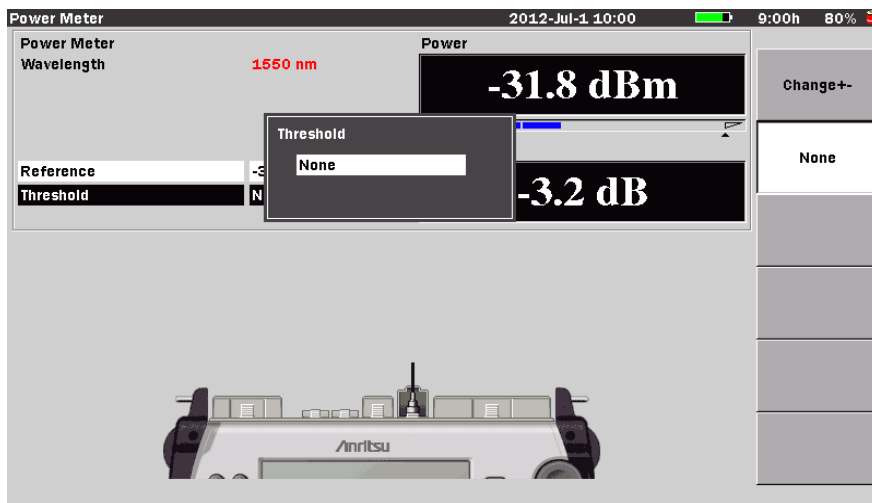 Power Meter 2012-Jul-1 10:00 9:00h 80%
Power Meter
Wavelength 1550 nm
Power
-31.8 dBm
Threshold
None
Reference -3
Threshold N
-3.2 dB
Change+-
None
Anritsu